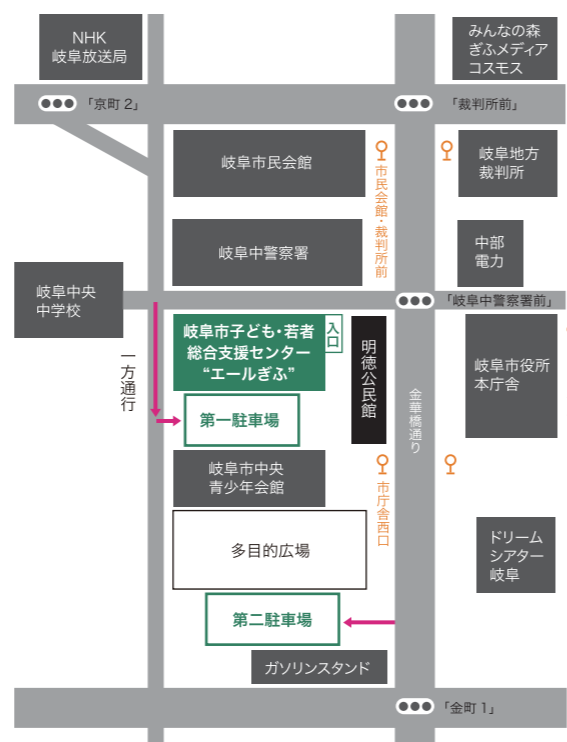 NHK
岐阜放送局
みんなの森
ぎふメディア
コスモス
「京町2」
「裁判所前」
岐阜市民会館
市民会館・裁判所前
岐阜地方
裁判所
岐阜中警察署
中部
電力
岐阜中央
中学校
「岐阜中警察署前」
岐阜市子ども・若者
総合支援センター
“エールぎふ”
入口
明徳公民館
岐阜市役所
本庁舎
一方通行
第一駐車場
金華橋通り
岐阜市中央
青少年会館
市庁舎西口
多目的広場
ドリーム
シアター
岐阜
第二駐車場
ガソリンスタンド
「金町1」